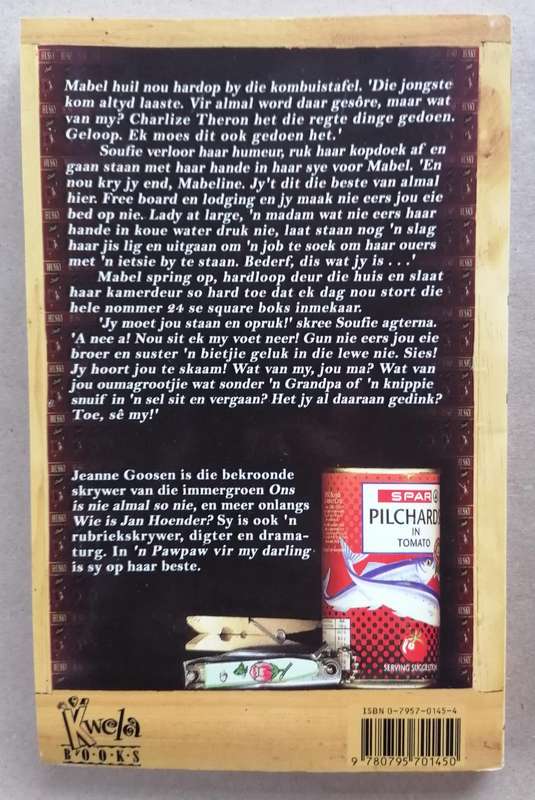 Mabel huil nou hardop by die kombuistafel. 'Die jongste
kom altyd laaste. Vir almal word daar gesôre, maar wat
van my? Charlize Theron het die regte dinge gedoen.
Geloop. Ek moes dit ook gedoen het.'
Soufie verloor haar humeur, ruk haar kopdoek af en
gaan staan met haar hande in haar sye voor Mabel. 'En
nou kry jy end, Mabeline. Jy't dit die beste van almal
hier. Free board en lodging en jy maak nie eers jou eie
bed op nie. Lady at large, 'n madam wat nie eers haar
hande in koue water druk nie, laat staan nog 'n slag
haar jis lig en uitgaan om 'n job te soek om haar ouers
met 'n ietsie by te staan. Bederf, dis wat jy is . . .'
Mabel spring op, hardloop deur die huis en slaat
haar kamerdeur so hard toe dat ek dag nou stort die
hele nommer 24 se square boks inmekaar.
'Jy moet jou staan en opruk!' skree Soufie agterna.
'A nee a! Nou sit ek my voet neer! Gun nie eers jou eie
broer en suster 'n bietjie geluk in die lewe nie. Sies!
Jy hoort jou te skaam! Wat van my, jou ma? Wat van
jou oumagrootjie wat sonder 'n Grandpa of 'n knippie
snuif in 'n sel sit en vergaan? Het jy al daaraan gedink?
Toe, sê my!'
Jeanne Goosen is die bekroonde
skrywer van die immergroen Ons
is nie almal so nie, en meer onlangs
Wie is Jan Hoender? Sy is ook 'n
rubriekskrywer, digter en drama-
turg. In 'n Pawpaw vir my darling
is sy op haar beste.
SPAR
PILCHARDS
IN
TOMATO
SERVING SUGGESTION
Kwela
BOOKS
ISBN 0-7957-0145-4
9 780795 701450